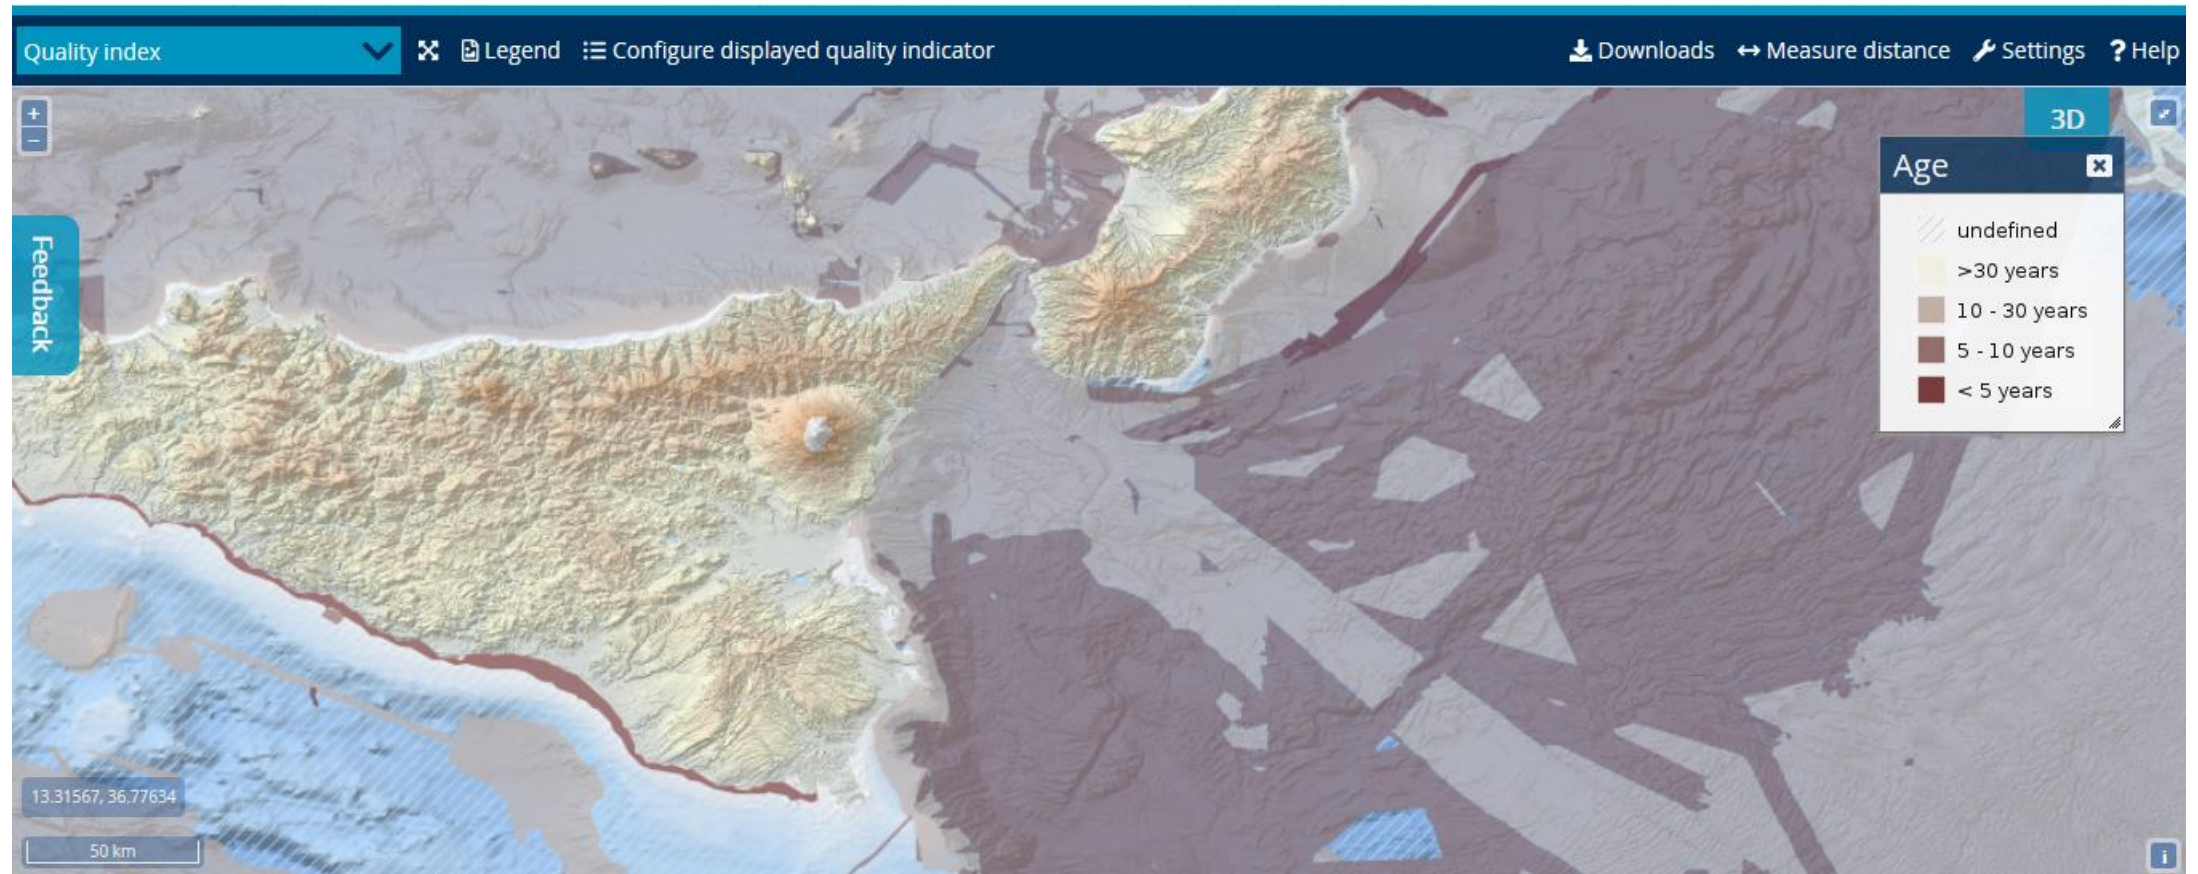 Quality index
Legend
Configure displayed quality indicator
Downloads
Measure distance
Settings
? Help
+
−
3D
Feedback
Age
undefined
>30 years
10 - 30 years
5 - 10 years
< 5 years
13.31567, 36.77634
50 km
i